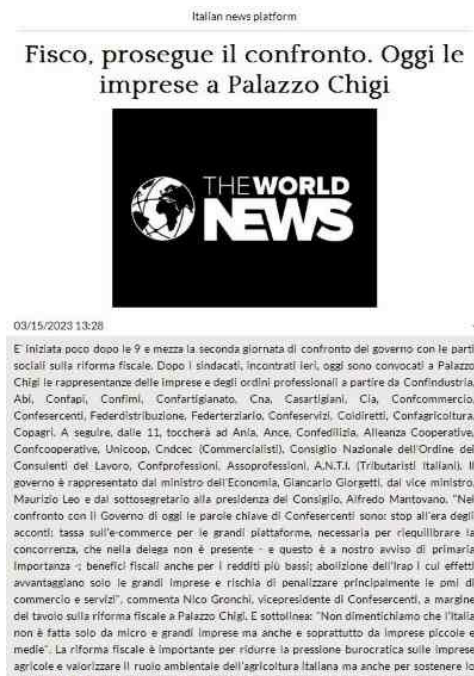 Italian news platform
Fisco, prosegue il confronto. Oggi le
imprese a Palazzo Chigi
THE WORLD
NEWS
03/15/2023 13:28
E' iniziata poco dopo le 9 e mezza la seconda giornata di confronto del governo con le parti
sociali sulla riforma fiscale. Dopo i sindacati, incontrati ieri, oggi sono convocati a Palazzo
Chigi le rappresentanze delle imprese e degli ordini professionali a partire da Confindustria,
Abi, Confapi, Confimi, Confartigianato, Cna, Casartigiani, Cia, Confcommercio,
Confesercenti, Federdistribuzione, Federterziario, Confeservizi, Coldiretti, Confagricoltura,
Copagri. A seguire, dalle 11, toccherà ad Ania, Ance, Confedilizia, Alleanza Cooperative,
Confcooperative, Unicoop, Cndcec (Commercialisti), Consiglio Nazionale dell'Ordine dei
Consulenti del Lavoro, Confprofessioni, Assoprofessioni, A.N.T.I. (Tributaristi Italiani). Il
governo è rappresentato dal ministro dell'Economia, Giancarlo Giorgetti, dal vice ministro,
Maurizio Leo e dal sottosegretario alla presidenza del Consiglio, Alfredo Mantovano. "Nel
confronto con il Governo di oggi le parole chiave di Confesercenti sono: stop all'era degli
acconti; tassa sull'e-commerce per le grandi piattaforme, necessaria per riequilibrare la
concorrenza, che nella delega non è presente - e questo è a nostro avviso di primaria
importanza -; benefici fiscali anche per i redditi più bassi; abolizione dell'Irap i cui effetti
avvantaggiano solo le grandi imprese e rischia di penalizzare principalmente le pmi di
commercio e servizi", commenta Nico Gronchi, vicepresidente di Confesercenti, a margine
del tavolo sulla riforma fiscale a Palazzo Chigi. E sottolinea: "Non dimentichiamo che l'Italia
non è fatta solo da micro e grandi imprese ma anche e soprattutto da imprese piccole e
medie". La riforma fiscale è importante per ridurre la pressione burocratica sulle imprese
agricole e valorizzare il ruolo ambientale dell'agricoltura italiana ma anche per sostenere lo